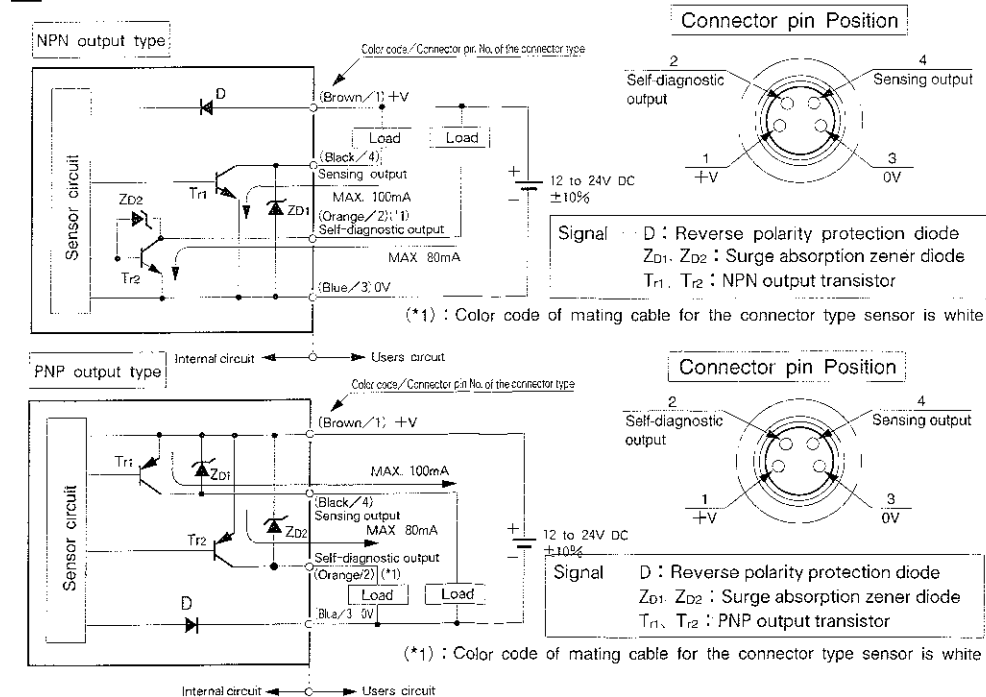 NPN output type
Color code/Connector pin No. of the connector type
Connector pin Position
2
Self-diagnostic
output
4
Sensing output
1
+V
3
0V
Sensor circuit
D
(Brown/1) +V
Load
Load
(Black/4)
Sensing output
Tr1
MAX. 100mA
ZD1
ZD2
(Orange/2)(*1)
Self-diagnostic output
MAX 80mA
Tr2
(Blue/3) 0V
+
−
12 to 24V DC
±10%
Signal D : Reverse polarity protection diode
ZD1. ZD2 : Surge absorption zener diode
Tr1, Tr2 : NPN output transistor
(*1) : Color code of mating cable for the connector type sensor is white
Internal circuit Users circuit
PNP output type
Color code/Connector pin No. of the connector type
Connector pin Position
2
Self-diagnostic
output
4
Sensing output
1
+V
3
0V
Sensor circuit
(Brown/1) +V
Tr1
ZD1
MAX. 100mA
(Black/4)
Sensing output
MAX 80mA
Tr2
ZD2
Self-diagnostic output
(Orange/2) (*1)
Load
Load
D
Blue/3 0V
+
−
12 to 24V DC
±10%
Signal D : Reverse polarity protection diode
ZD1. ZD2 : Surge absorption zener diode
Tr1, Tr2 : PNP output transistor
(*1) : Color code of mating cable for the connector type sensor is white
Internal circuit Users circuit